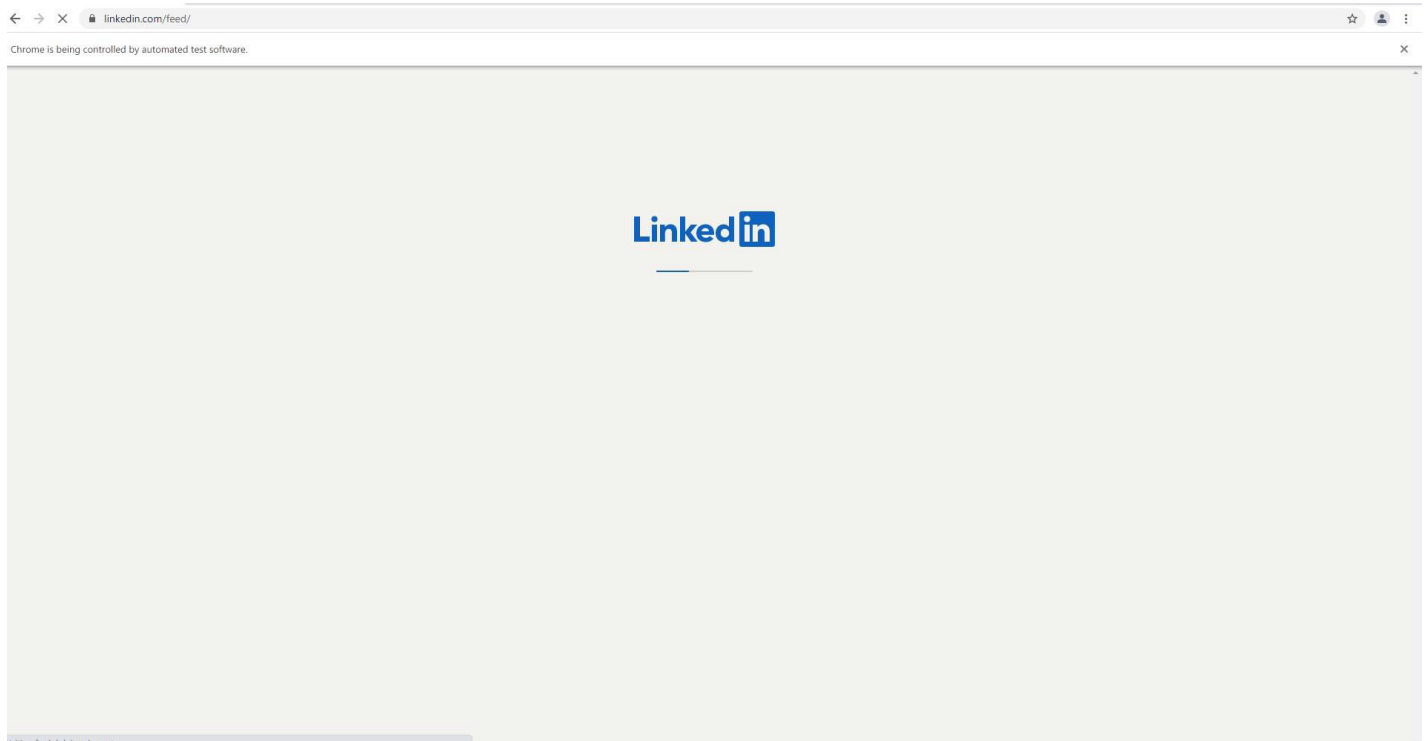 linkedin.com/feed/
Chrome is being controlled by automated test software.
Linkedin